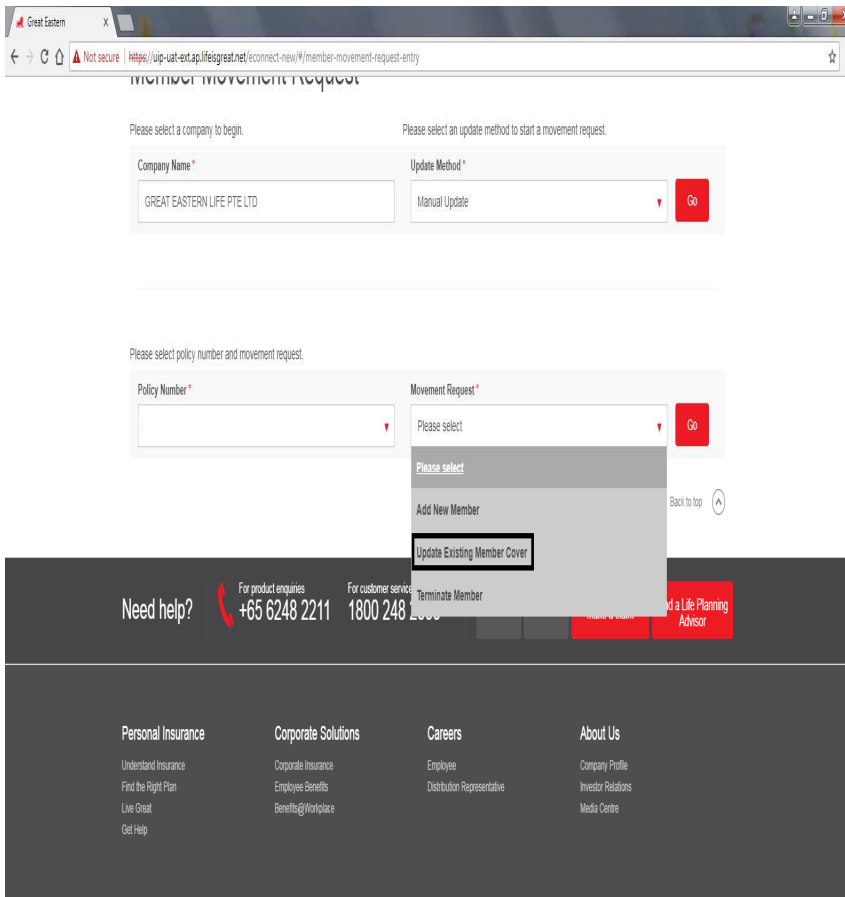 Great Eastern
Not secure https://uip-uat-ext.ap.lifeisgreat.net/econnect-new/#/member-movement-request-entry
Member Movement Request
Please select a company to begin. Please select an update method to start a movement request.
Company Name * Update Method *
GREAT EASTERN LIFE PTE LTD Manual Update Go
Please select policy number and movement request.
Policy Number * Movement Request *
Please select Go
Please select
Add New Member
Update Existing Member Cover
Terminate Member
Back to top
Need help?
For product enquiries
+65 6248 2211
For customer service
1800 248
a Life Planning
Advisor
Personal Insurance Corporate Solutions Careers About Us
Understand Insurance Corporate Insurance Employee Company Profile
Find the Right Plan Employee Benefits Distribution Representative Investor Relations
Live Great Benefits@Workplace Media Centre
Get Help